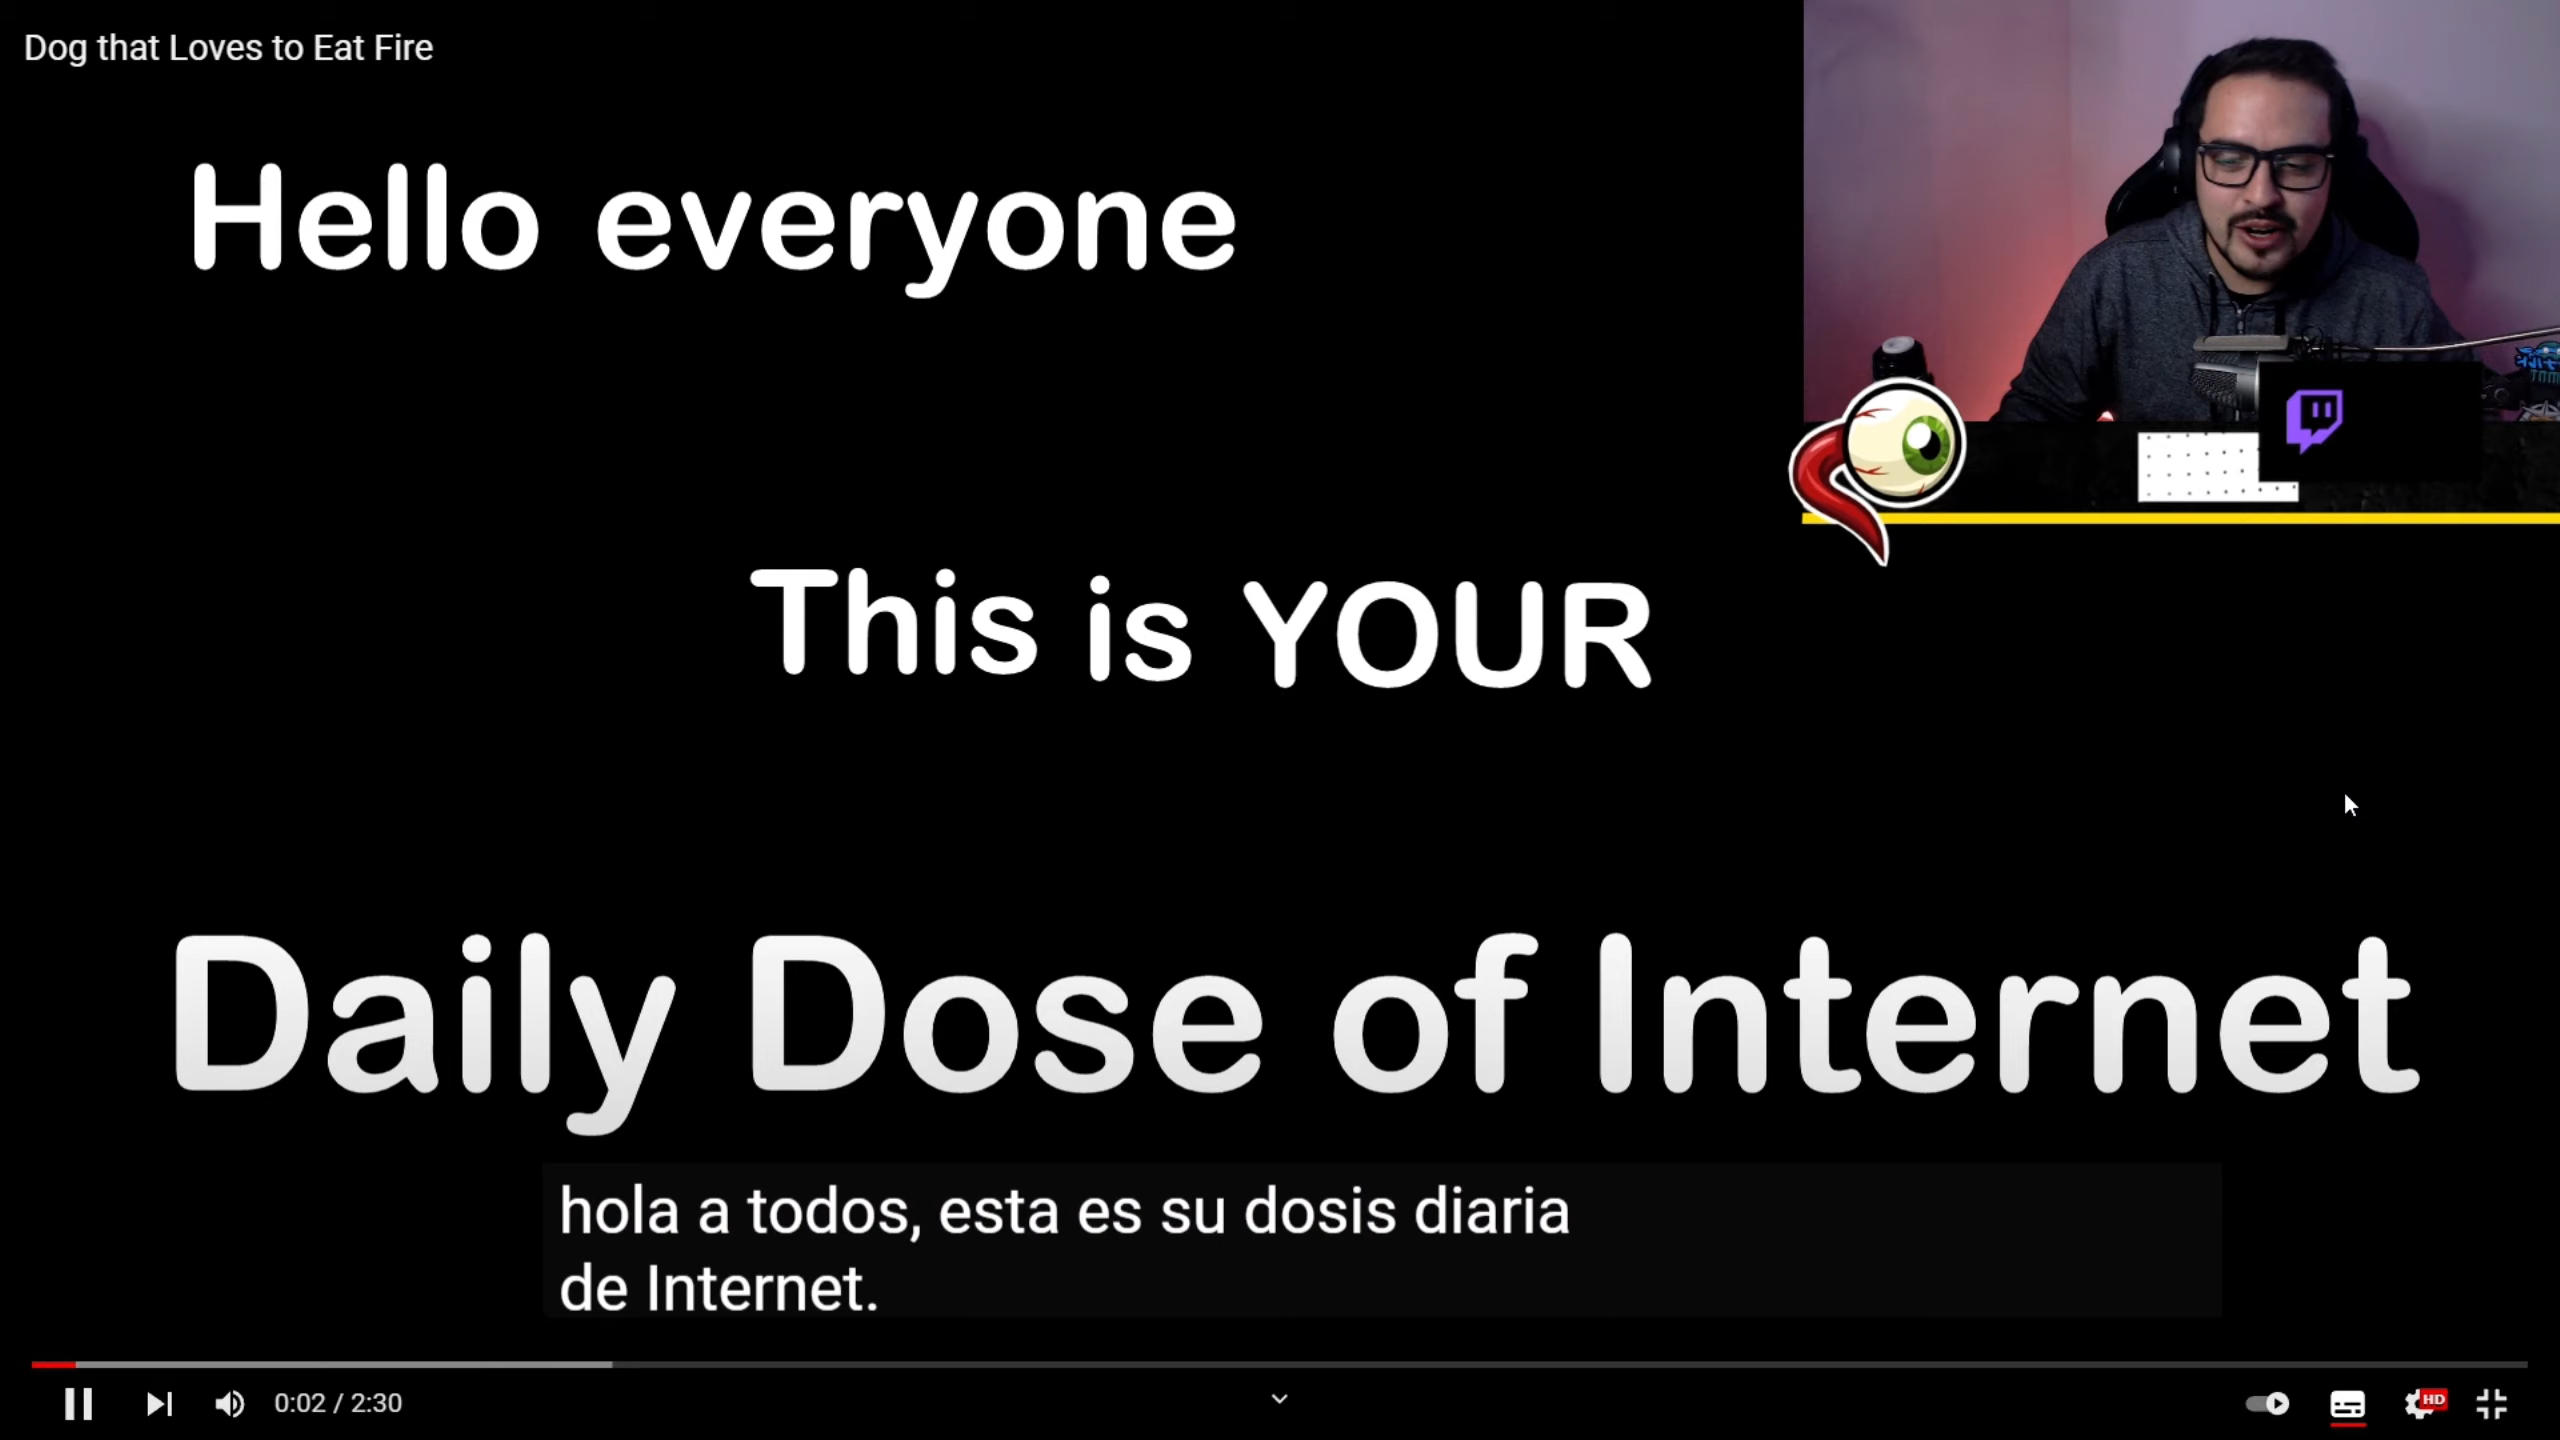 Dog that Loves to Eat Fire
Hello everyone
This is YOUR
Daily Dose of Internet
hola a todos, esta es su dosis diaria
de Internet.
0:02 / 2:30
HD